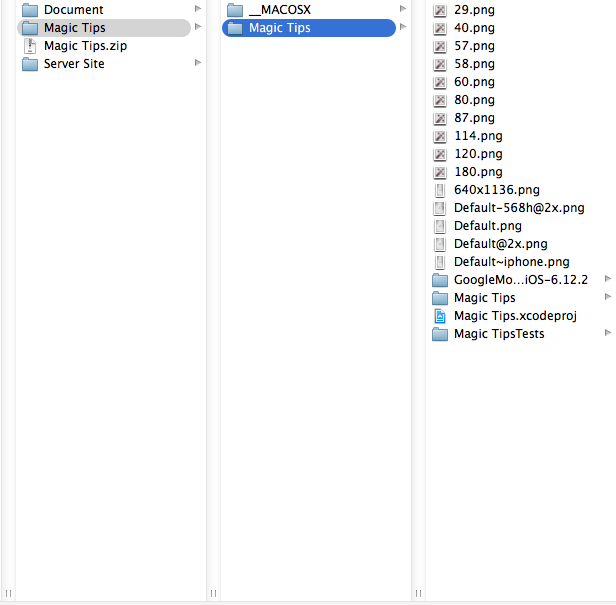 Document
Magic Tips
Magic Tips.zip
Server Site
__MACOSX
Magic Tips
29.png
40.png
57.png
58.png
60.png
80.png
87.png
114.png
120.png
180.png
640x1136.png
Default-568h@2x.png
Default.png
Default@2x.png
Default~iphone.png
GoogleMo...iOS-6.12.2
Magic Tips
Magic Tips.xcodeproj
Magic TipsTests